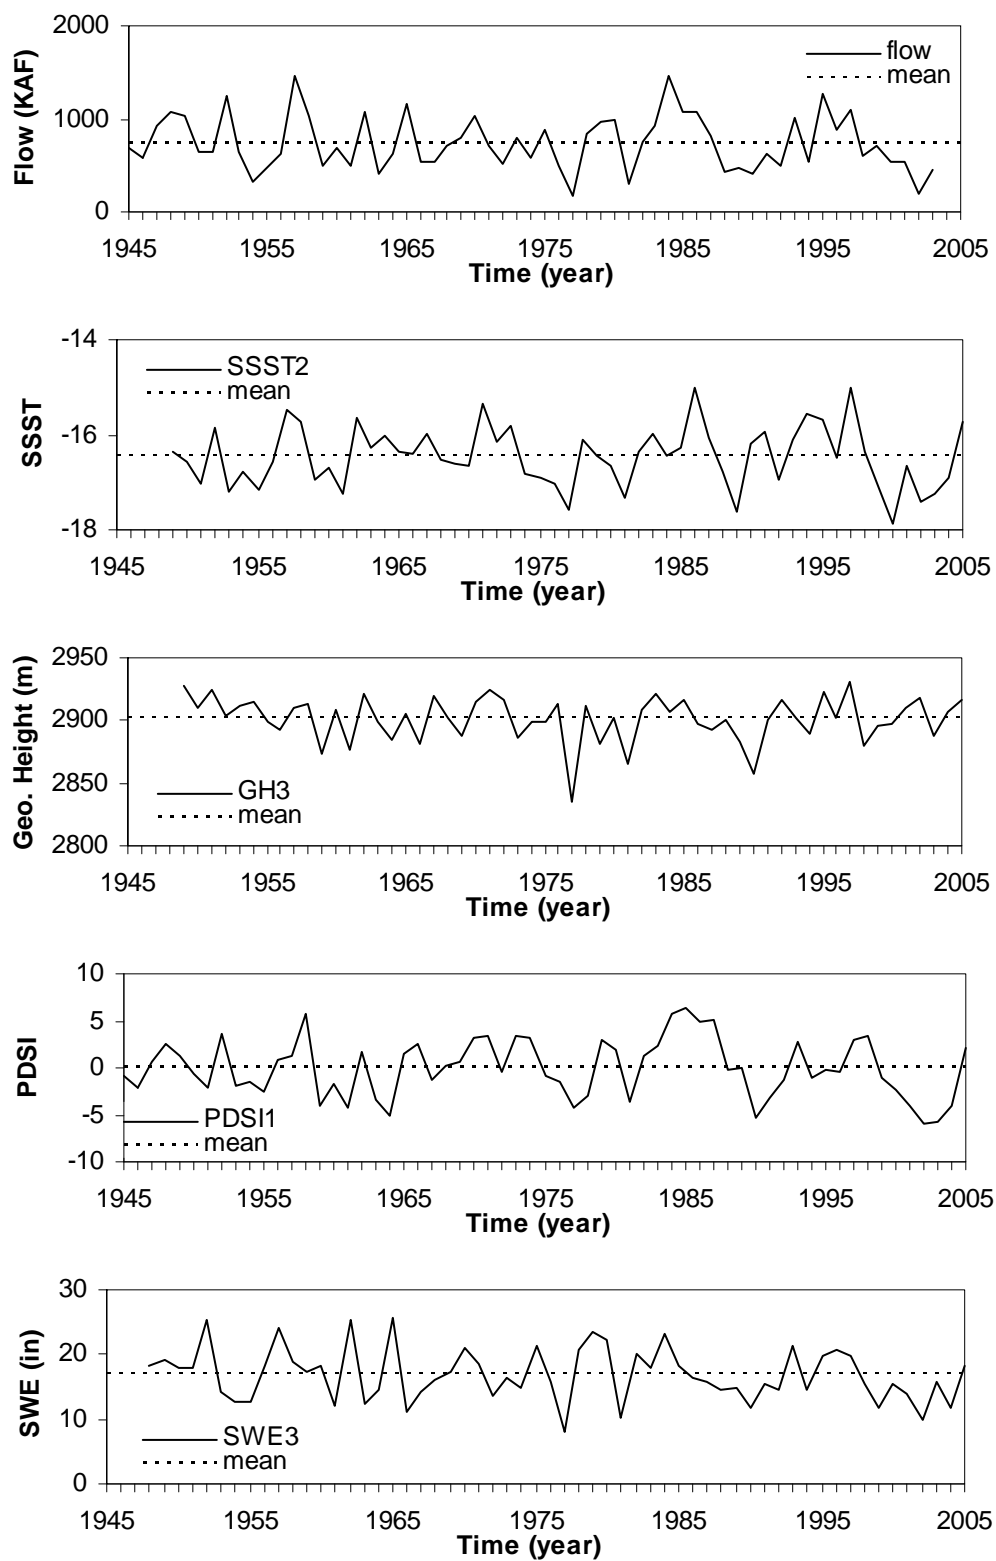 2000
flow
mean
1000
0
Flow (KAF)
1945 1955 1965 1975 1985 1995 2005
Time (year)
-14
SSST2
mean
-16
-18
SSST
1945 1955 1965 1975 1985 1995 2005
Time (year)
2950
2900
2850
GH3
mean
2800
Geo. Height (m)
1945 1955 1965 1975 1985 1995 2005
Time (year)
10
5
0
-5
PDSI1
mean
-10
PDSI
1945 1955 1965 1975 1985 1995 2005
Time (year)
30
20
10
SWE3
mean
0
SWE (in)
1945 1955 1965 1975 1985 1995 2005
Time (year)